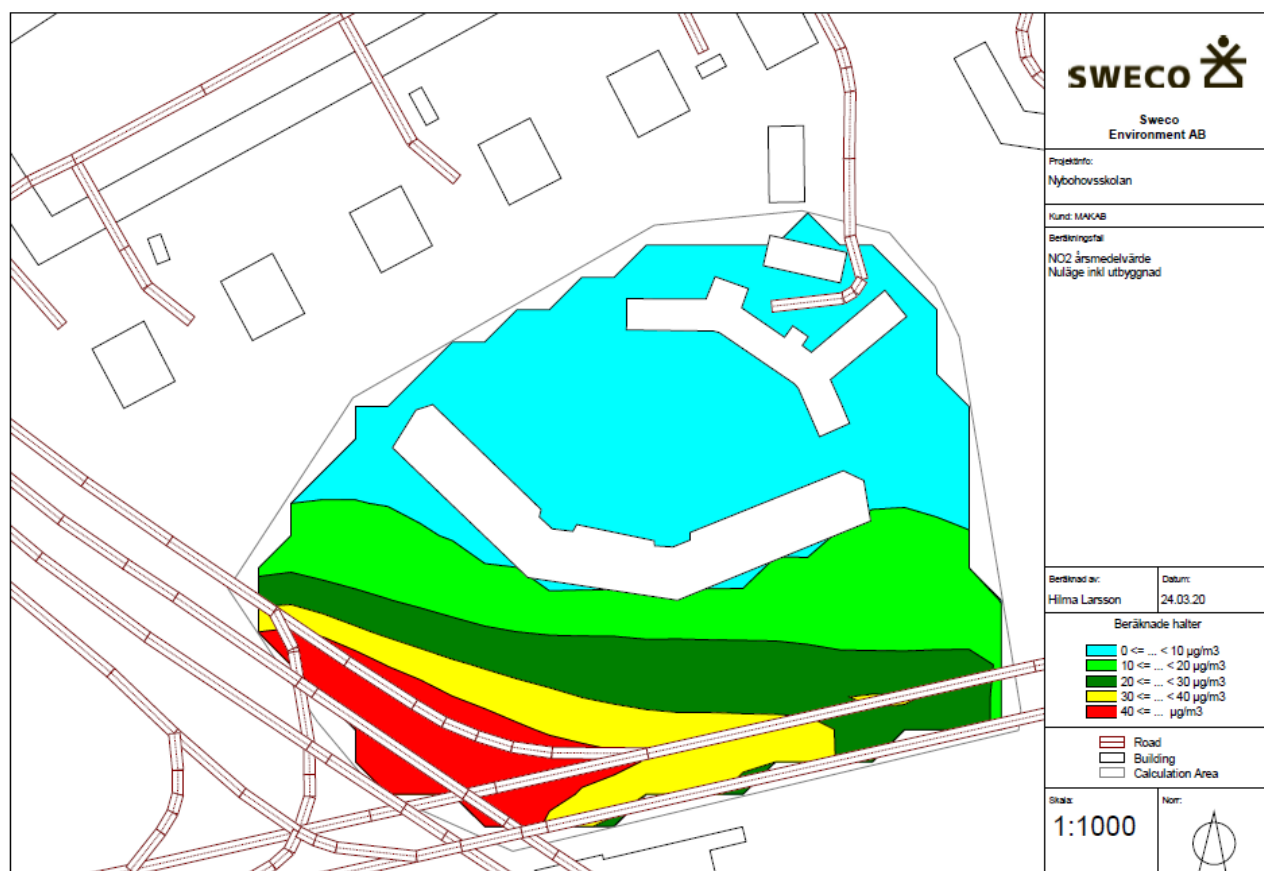 SWECO
Sweco
Environment AB
Projektinfo:
Nybohovsskolan
Kund: MAKAB
Beräkningsfall
NO2 årsmedelvärde
Nuläge inkl utbyggnad
Beräknad av:
Hilma Larsson
Datum:
24.03.20
Beräknade halter
0 <= ... < 10 µg/m3
10 <= ... < 20 µg/m3
20 <= ... < 30 µg/m3
30 <= ... < 40 µg/m3
40 <= ... µg/m3
Road
Building
Calculation Area
Skala:
1:1000
Norr: